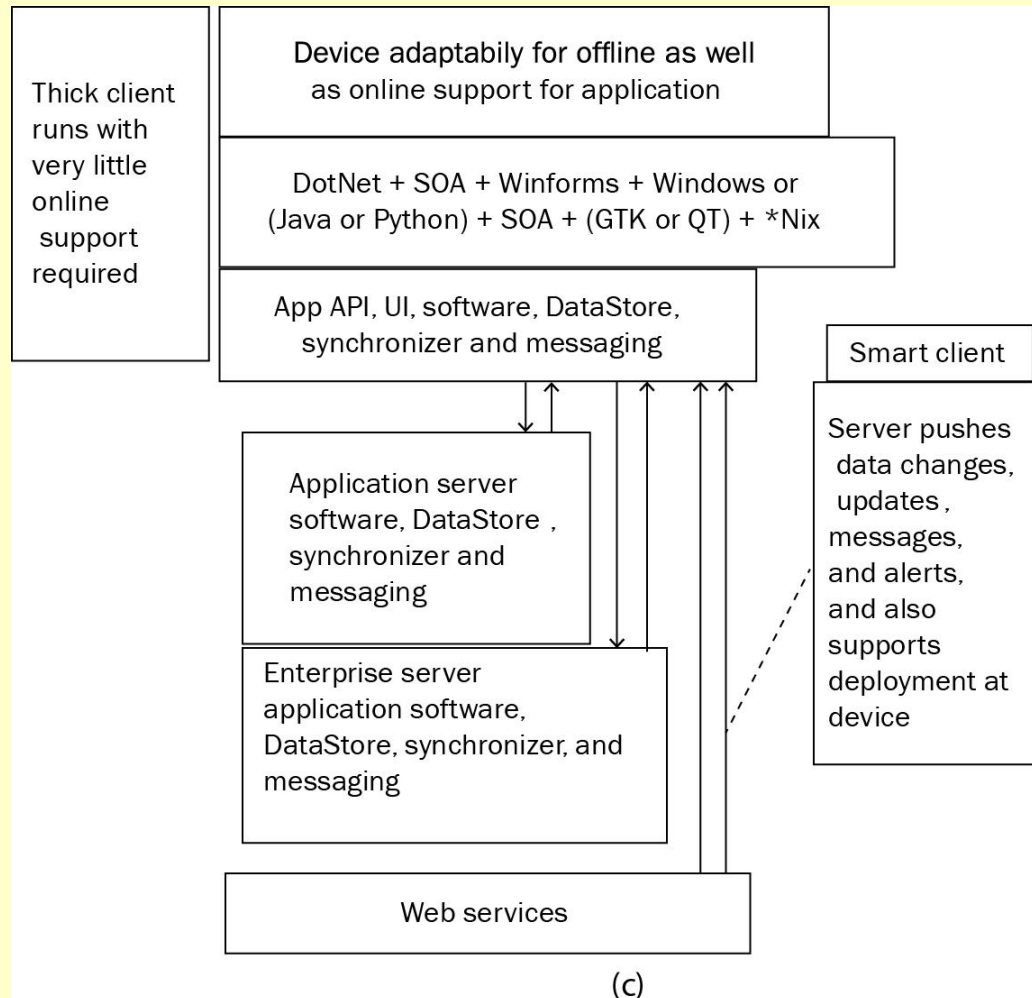 Thick client
runs with
very little
online
support
required
Device adaptabily for offline as well
as online support for application
DotNet + SOA + Winforms + Windows or
(Java or Python) + SOA + (GTK or QT) + *Nix
App API, UI, software, DataStore,
synchronizer and messaging
Smart client
Server pushes
data changes,
updates ,
messages,
and alerts,
and also
supports
deployment at
device
Application server
software, DataStore ,
synchronizer and
messaging
Enterprise server
application software,
DataStore, synchronizer, and
messaging
Web services
(c)